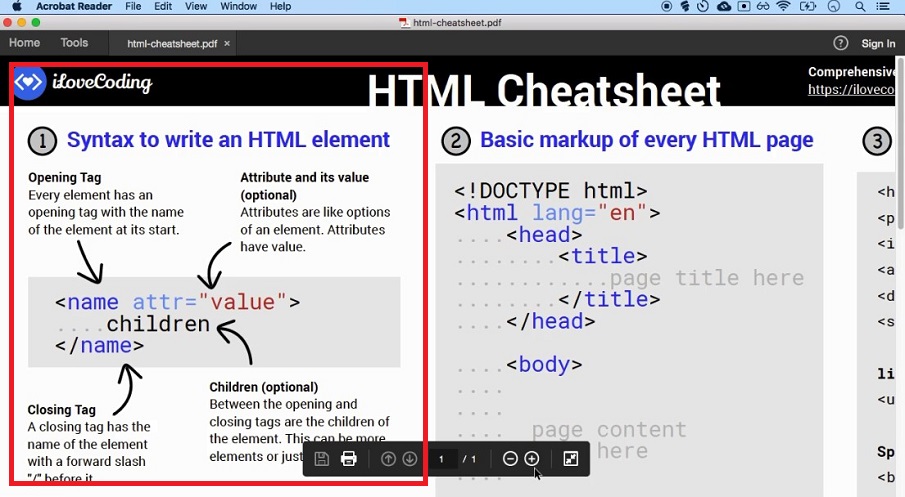 Acrobat Reader File Edit View Window Help
html-cheatsheet.pdf
Home Tools html-cheatsheet.pdf × ? Sign In
iLoveCoding
HTML Cheatsheet
Comprehensive
https://iloveco
1 Syntax to write an HTML element
Opening Tag
Every element has an
opening tag with the name
of the element at its start.
Attribute and its value
(optional)
Attributes are like options
of an element. Attributes
have value.
<name attr="value">
....children
</name>
Closing Tag
A closing tag has the
name of the element
with a forward slash
"/" before it
Children (optional)
Between the opening and
closing tags are the children of
the element. This can be more
elements or just
2 Basic markup of every HTML page
<!DOCTYPE html>
<html lang="en">
....<head>
........<title>
............page title here
........</title>
....</head>
....<body>
....
....
.... page content
here
3
<h
<p
<i
<a
<d
<s
li
<u
Sp
<b
1 / 1